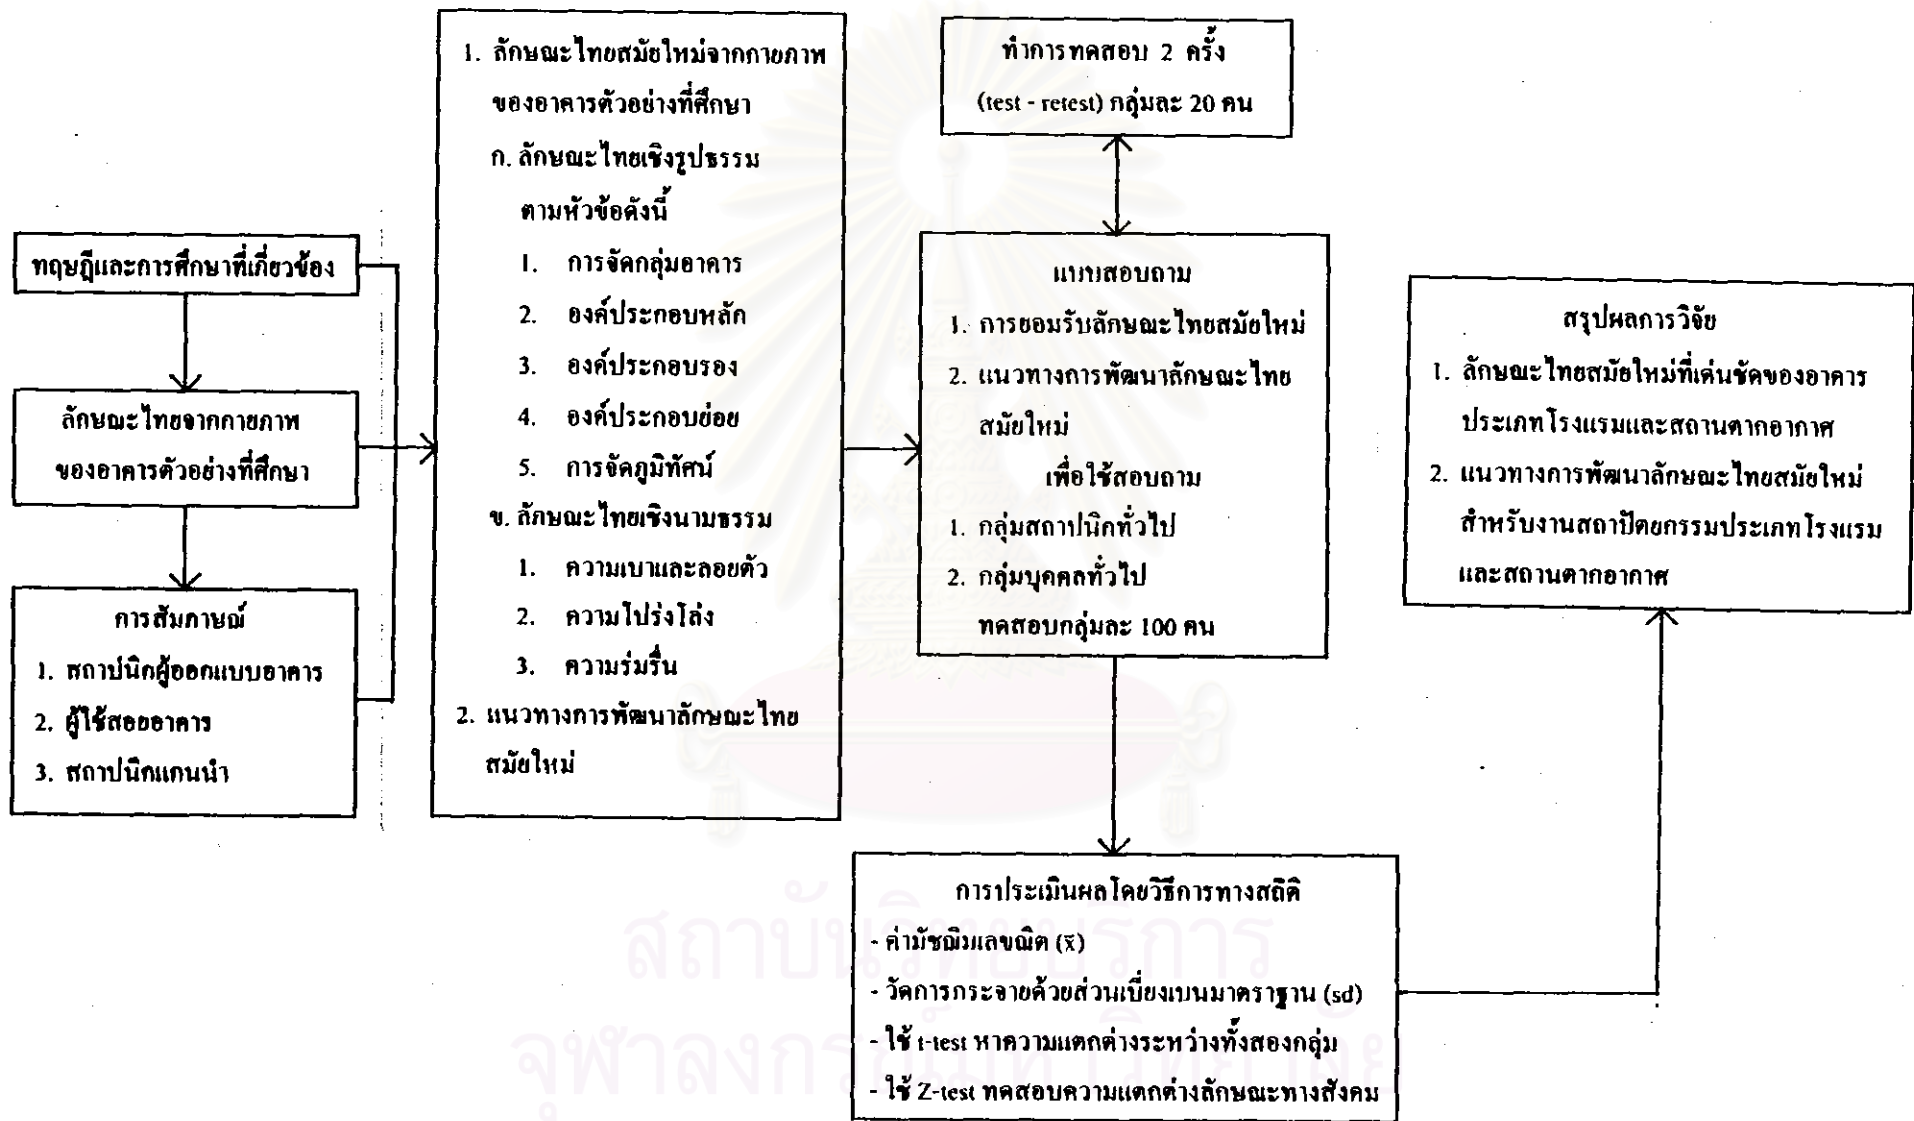 ทฤษฎีและการศึกษาที่เกี่ยวข้อง
ลักษณะไทยจากกายภาพ
ของอาคารตัวอย่างที่ศึกษา
การสัมภาษณ์
1. สถาปนิกผู้ออกแบบอาคาร
2. ผู้ใช้สอยอาคาร
3. สถาปนิกแกนนำ
1. ลักษณะไทยสมัยใหม่จากกายภาพ
ของอาคารตัวอย่างที่ศึกษา
ก. ลักษณะไทยเชิงรูปธรรม
ตามหัวข้อดังนี้
1. การจัดกลุ่มอาคาร
2. องค์ประกอบหลัก
3. องค์ประกอบรอง
4. องค์ประกอบย่อย
5. การจัดภูมิทัศน์
ข. ลักษณะไทยเชิงนามธรรม
1. ความเบาและลอยตัว
2. ความโปร่งโล่ง
3. ความร่มรื่น
2. แนวทางการพัฒนาลักษณะไทย
สมัยใหม่
ทำการทดสอบ 2 ครั้ง
(test - retest) กลุ่มละ 20 คน
แบบสอบถาม
1. การยอมรับลักษณะไทยสมัยใหม่
2. แนวทางการพัฒนาลักษณะไทย
สมัยใหม่
เพื่อใช้สอบถาม
1. กลุ่มสถาปนิกทั่วไป
2. กลุ่มบุคคลทั่วไป
ทดสอบกลุ่มละ 100 คน
การประเมินผลโดยวิธีการทางสถิติ
- ค่ามัชฌิมเลขณิต (x̄)
- วัดการกระจายด้วยส่วนเบี่ยงเบนมาตราฐาน (sd)
- ใช้ t-test หาความแตกต่างระหว่างทั้งสองกลุ่ม
- ใช้ Z-test ทดสอบความแตกต่างลักษณะทางสังคม
สรุปผลการวิจัย
1. ลักษณะไทยสมัยใหม่ที่เด่นชัดของอาคาร
ประเภทโรงแรมและสถานตากอากาศ
2. แนวทางการพัฒนาลักษณะไทยสมัยใหม่
สำหรับงานสถาปัตยกรรมประเภทโรงแรม
และสถานตากอากาศ
สถาบันวิทยบริการ
จุฬาลงกรณ์มหาวิทยาลัย